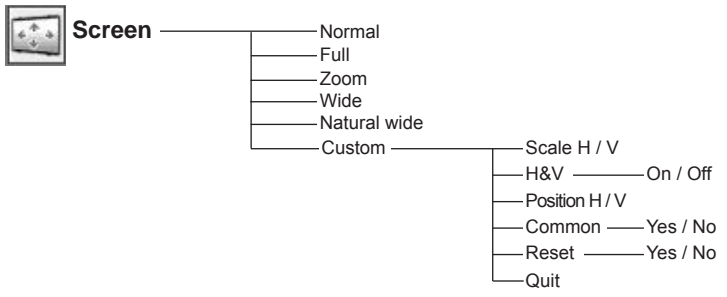 Screen
Normal
Full
Zoom
Wide
Natural wide
Custom
Scale H / V
H&V On / Off
Position H / V
Common Yes / No
Reset Yes / No
Quit